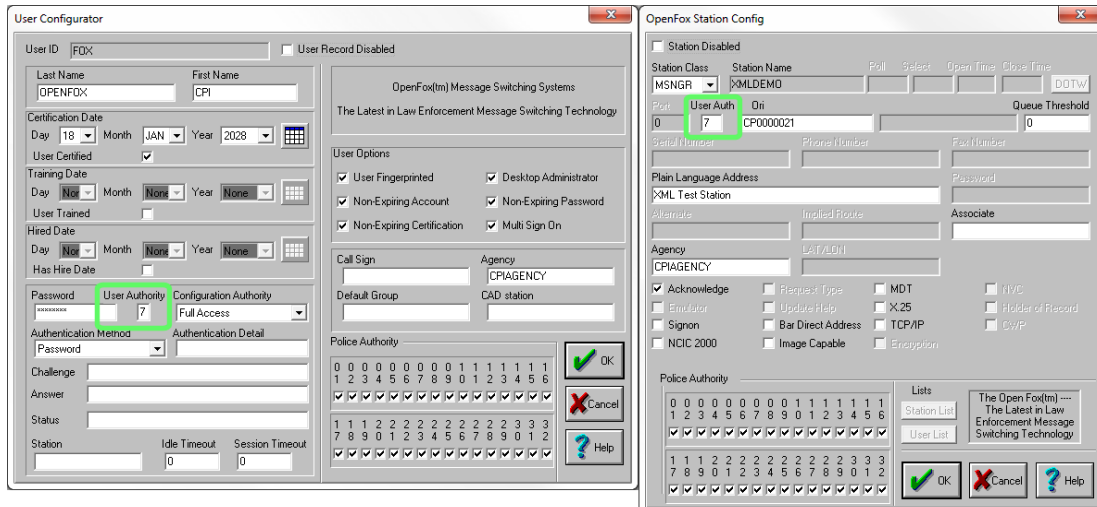 User Configurator
User ID FOX User Record Disabled
Last Name First Name
OPENFOX CPI
Certification Date
Day 18 Month JAN Year 2028
User Certified
Training Date
Day Nor Month None Year None
User Trained
Hired Date
Day Nor Month None Year None
Has Hire Date
Password User Authority Configuration Authority
******** 7 Full Access
Authentication Method Authentication Detail
Password
Challenge
Answer
Status
Station Idle Timeout Session Timeout
0 0
OpenFox(tm) Message Switching Systems
The Latest in Law Enforcement Message Switching Technology
User Options
User Fingerprinted Desktop Administrator
Non-Expiring Account Non-Expiring Password
Non-Expiring Certification Multi Sign On
Call Sign Agency
CPIAGENCY
Default Group CAD station
Police Authority
0 0 0 0 0 0 0 0 0 1 1 1 1 1 1 1
1 2 3 4 5 6 7 8 9 0 1 2 3 4 5 6
1 1 1 2 2 2 2 2 2 2 2 2 2 3 3 3
7 8 9 0 1 2 3 4 5 6 7 8 9 0 1 2
OK
Cancel
Help
OpenFox Station Config
Station Disabled
Station Class Station Name Poll Select Open Time Close Time
MSNGR XMLDEMO DOTW
Port User Auth Ori Queue Threshold
0 7 CP0000021 0
Serial Number Phone Number Fax Number
Plain Language Address Password
XML Test Station
Alternate Implied Route Associate
Agency LAT/LON
CPIAGENCY
Acknowledge Request Type MDT NVC
Emulator Update Help X.25 Holder of Record
Signon Bar Direct Address TCP/IP CWP
NCIC 2000 Image Capable Encryption
Police Authority
0 0 0 0 0 0 0 0 0 1 1 1 1 1 1 1
1 2 3 4 5 6 7 8 9 0 1 2 3 4 5 6
1 1 1 2 2 2 2 2 2 2 2 2 2 3 3 3
7 8 9 0 1 2 3 4 5 6 7 8 9 0 1 2
Lists
Station List
User List
The Open Fox(tm) ----
The Latest in Law
Enforcement Message
Switching Technology
OK Cancel Help